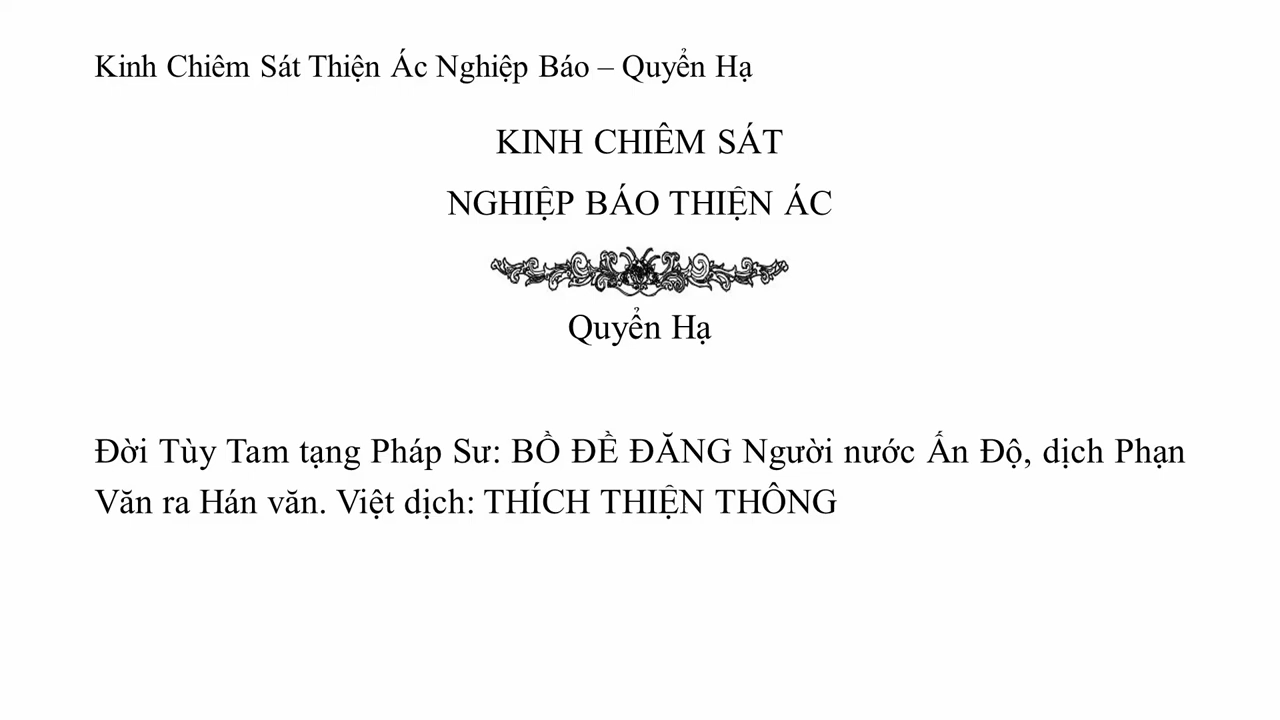 Kinh Chiêm Sát Thiện Ác Nghiệp Báo – Quyển Hạ
KINH CHIÊM SÁT
NGHIỆP BÁO THIỆN ÁC
Quyển Hạ
Đời Tùy Tam tạng Pháp Sư: BỒ ĐỀ ĐĂNG Người nước Ấn Độ, dịch Phạn
Văn ra Hán văn. Việt dịch: THÍCH THIỆN THÔNG